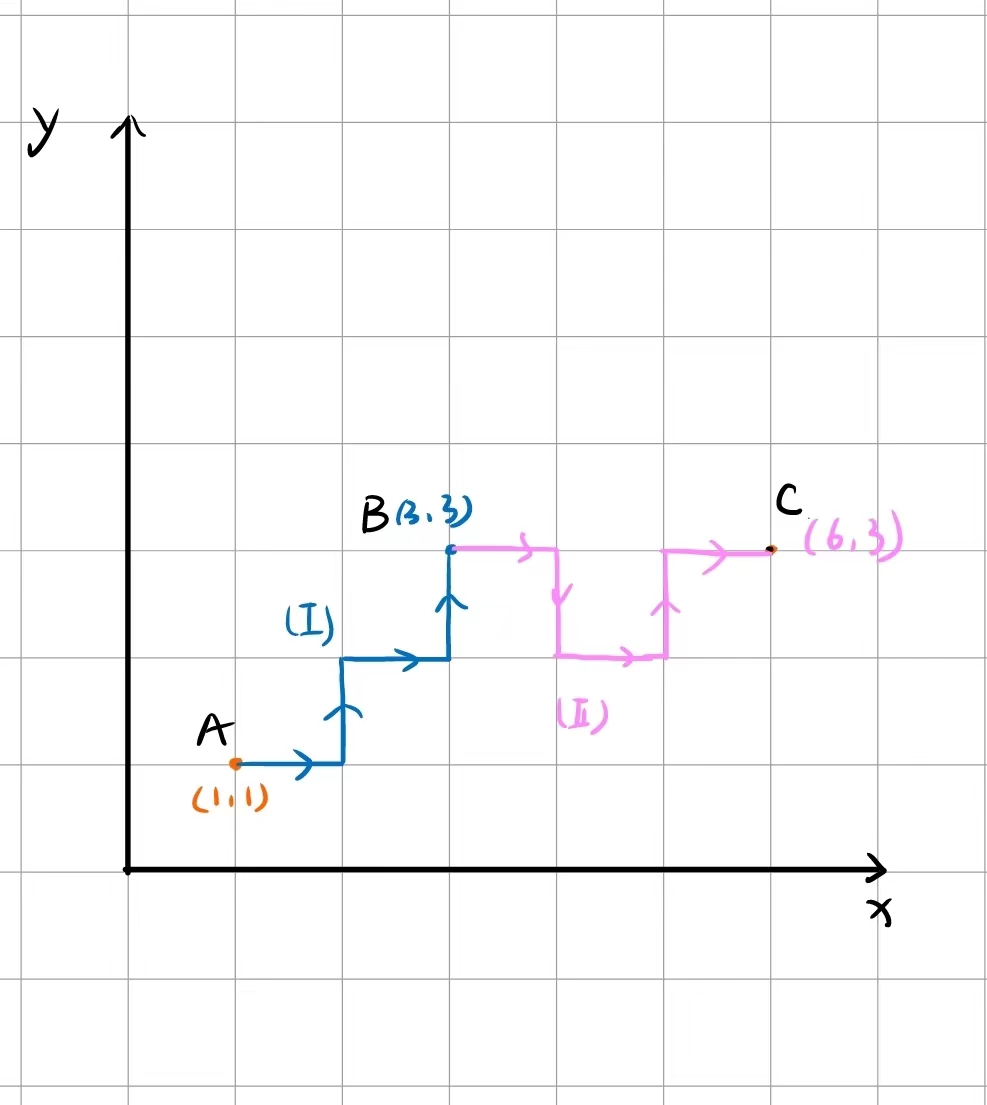 y
C
B(3,3)
(6,3)
(I)
(II)
A
(1,1)
x